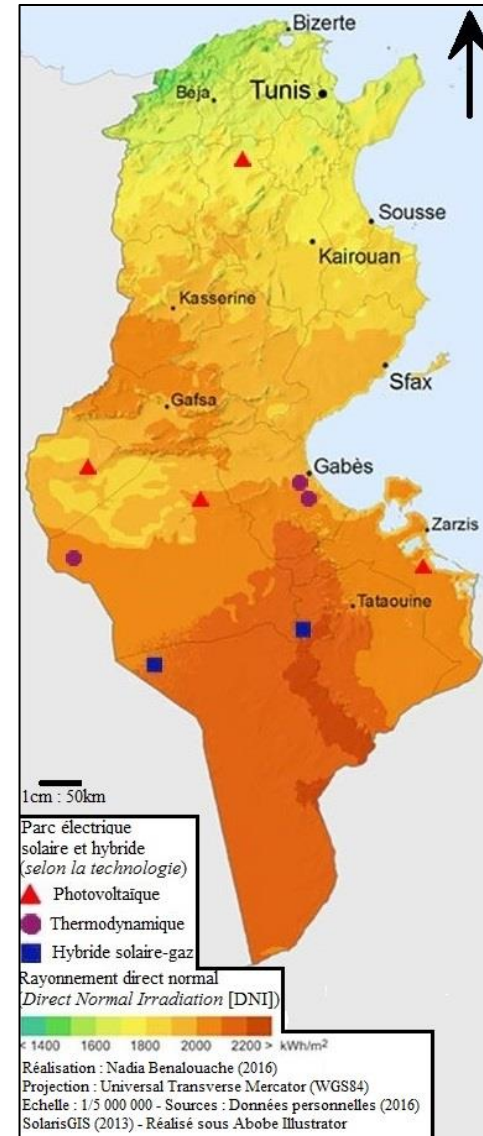 Bizerte
Beja
Tunis
Sousse
Kairouan
Kasserine
Sfax
Gafsa
Gabès
Zarzis
Tataouine
1cm : 50km
Parc électrique
solaire et hybride
(selon la technologie)
Photovoltaïque
Thermodynamique
Hybride solaire-gaz
Rayonnement direct normal
(Direct Normal Irradiation [DNI])
< 1400 1600 1800 2000 2200 > kWh/m²
Réalisation : Nadia Benalouache (2016)
Projection : Universal Transverse Mercator (WGS84)
Echelle : 1/5 000 000 - Sources : Données personnelles (2016)
SolarisGIS (2013) - Réalisé sous Abobe Illustrator